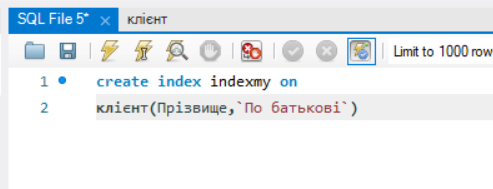 SQL File 5* клієнт
Limit to 1000 row
1 create index indexmy on
2 клієнт(Прізвище,`По батькові`)